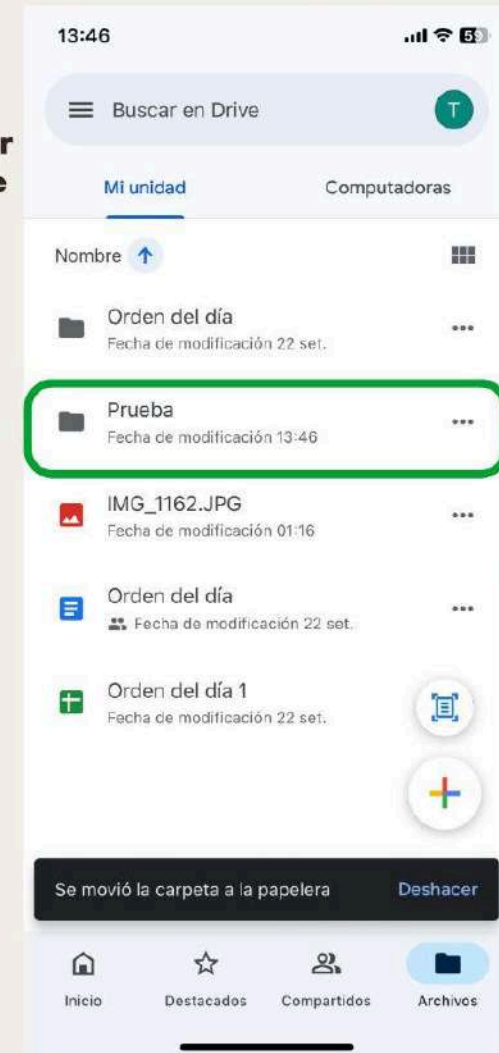 13:46
59
Buscar en Drive
T
Mi unidad
Computadoras
Nombre
Orden del día
Fecha de modificación 22 set.
Prueba
Fecha de modificación 13:46
IMG_1162.JPG
Fecha de modificación 01:16
Orden del día
Fecha de modificación 22 set.
Orden del día 1
Fecha de modificación 22 set.
Se movió la carpeta a la papelera
Deshacer
Inicio
Destacados
Compartidos
Archivos